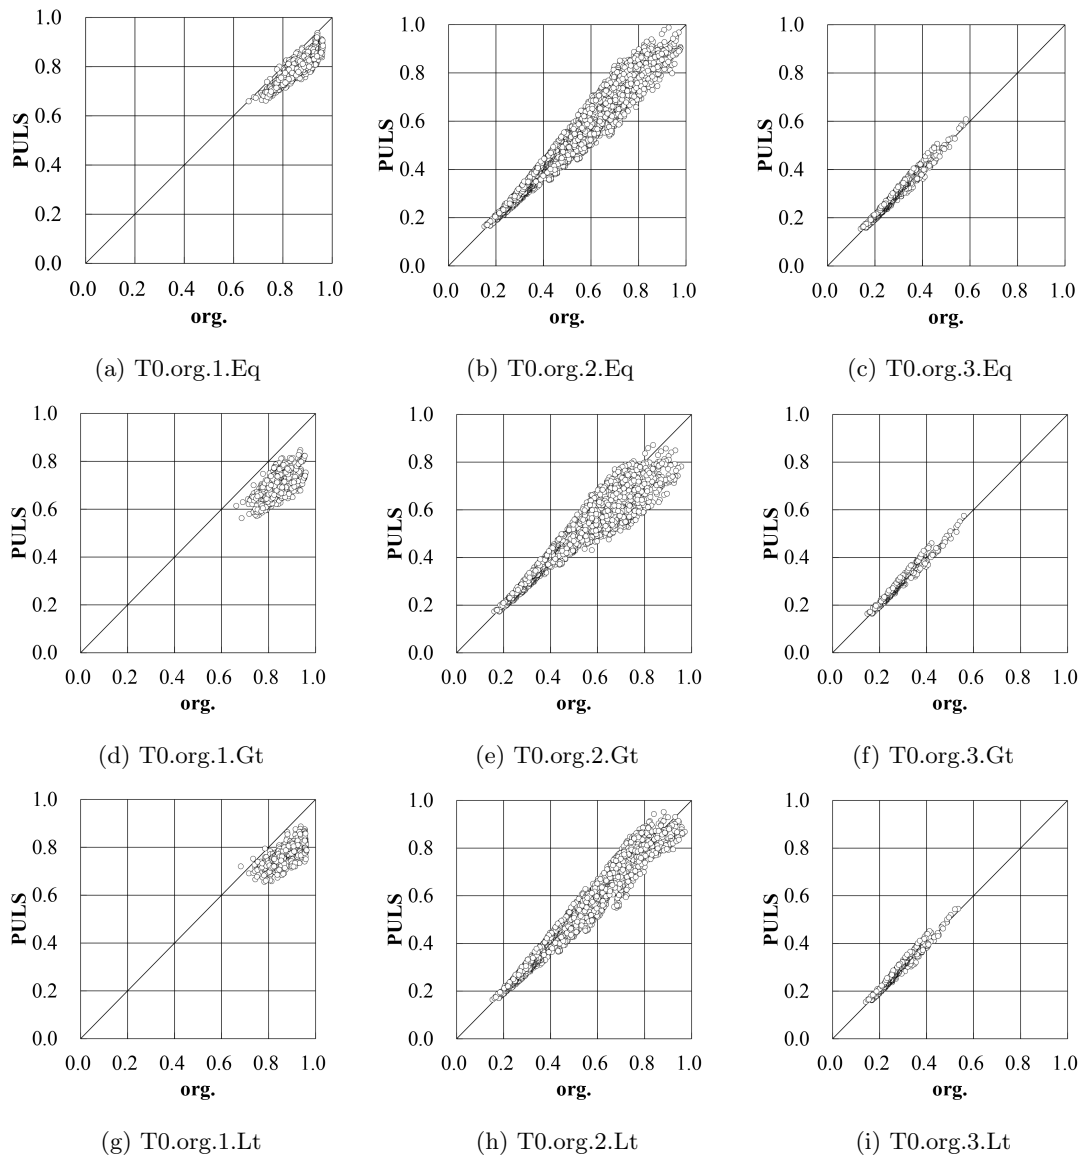 1.0 1.0 1.0
0.8 0.8 0.8
0.6 0.6 0.6
PULS PULS PULS
0.4 0.4 0.4
0.2 0.2 0.2
0.0 0.0 0.0
0.0 0.2 0.4 0.6 0.8 1.0 0.0 0.2 0.4 0.6 0.8 1.0 0.0 0.2 0.4 0.6 0.8 1.0
org. org. org.
(a) T0.org.1.Eq (b) T0.org.2.Eq (c) T0.org.3.Eq
1.0 1.0 1.0
0.8 0.8 0.8
0.6 0.6 0.6
PULS PULS PULS
0.4 0.4 0.4
0.2 0.2 0.2
0.0 0.0 0.0
0.0 0.2 0.4 0.6 0.8 1.0 0.0 0.2 0.4 0.6 0.8 1.0 0.0 0.2 0.4 0.6 0.8 1.0
org. org. org.
(d) T0.org.1.Gt (e) T0.org.2.Gt (f) T0.org.3.Gt
1.0 1.0 1.0
0.8 0.8 0.8
0.6 0.6 0.6
PULS PULS PULS
0.4 0.4 0.4
0.2 0.2 0.2
0.0 0.0 0.0
0.0 0.2 0.4 0.6 0.8 1.0 0.0 0.2 0.4 0.6 0.8 1.0 0.0 0.2 0.4 0.6 0.8 1.0
org. org. org.
(g) T0.org.1.Lt (h) T0.org.2.Lt (i) T0.org.3.Lt